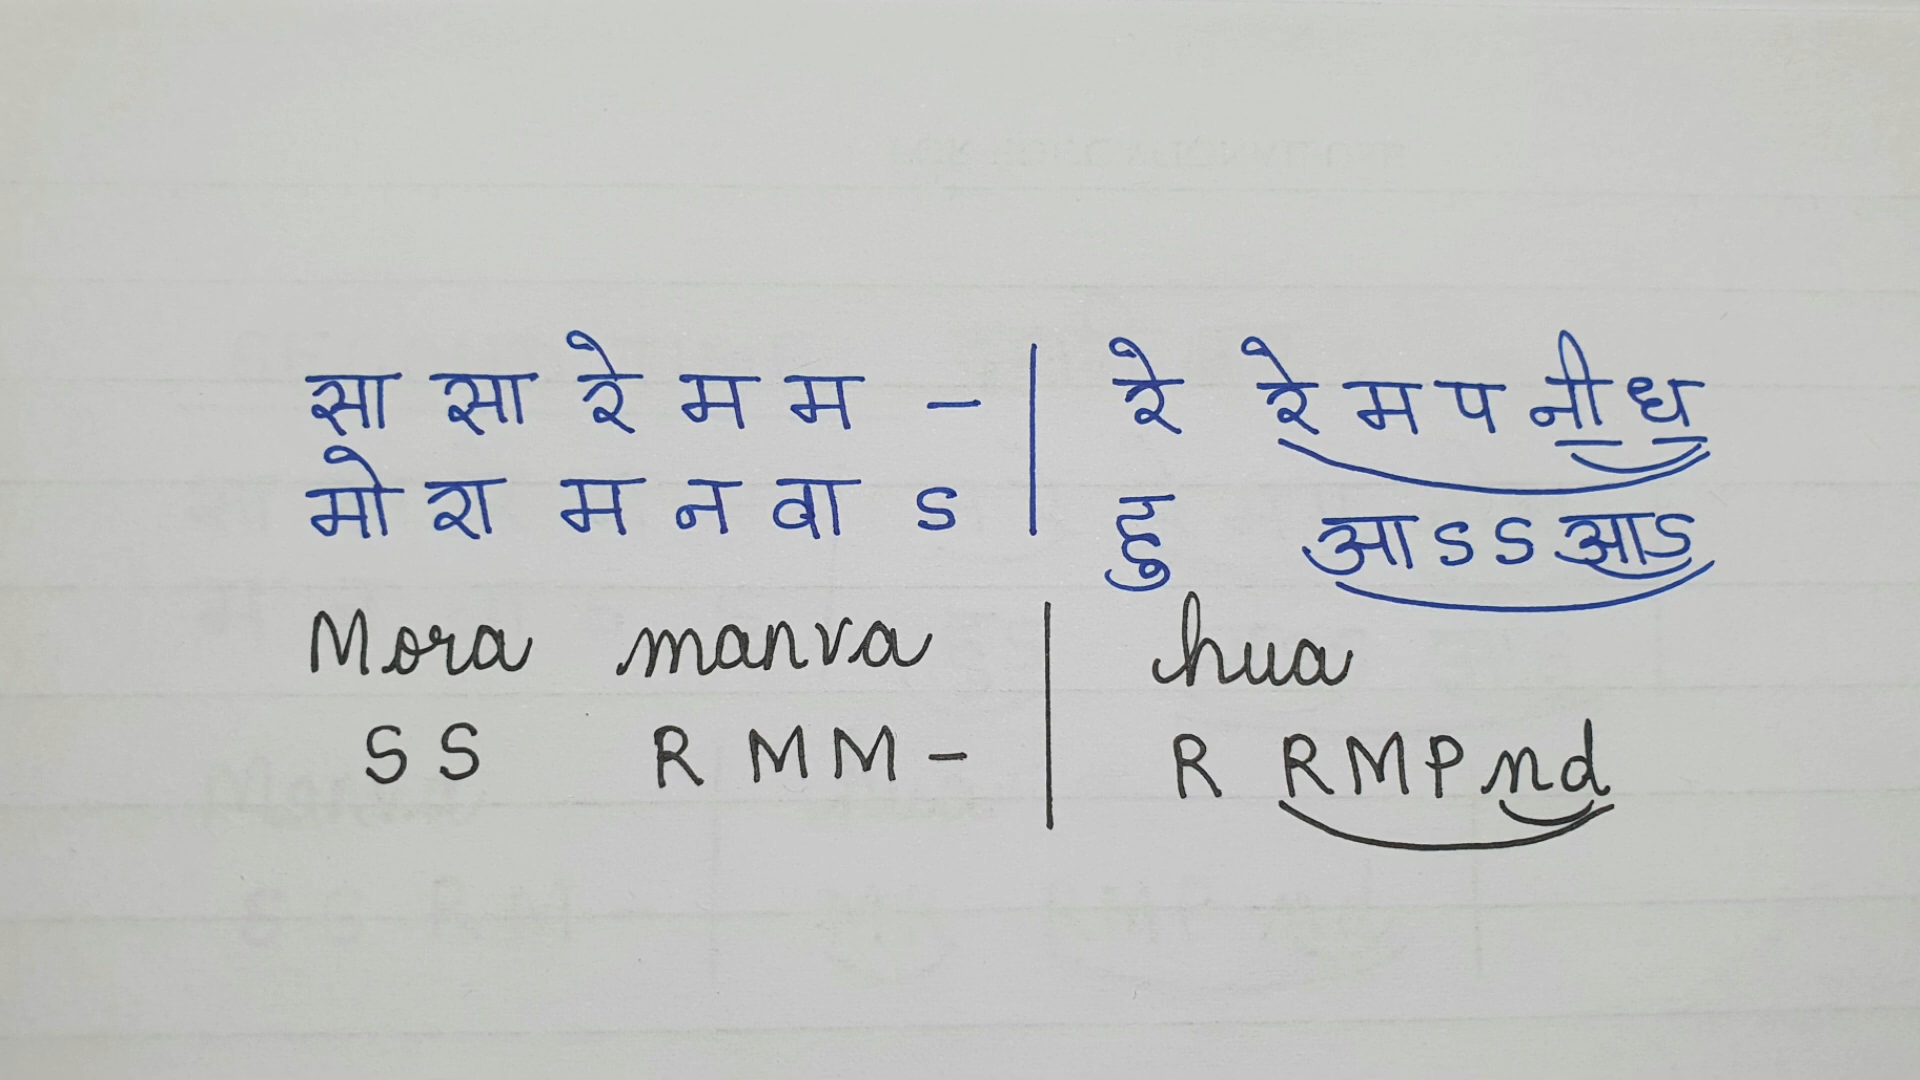 सा सा रे म म – | रे रे म प नी॒ ध॒
मो रा म न वा ऽ | हु आ ऽ ऽ आ ऽ
Mora manva | hua
S S R M M – | R R M P n d